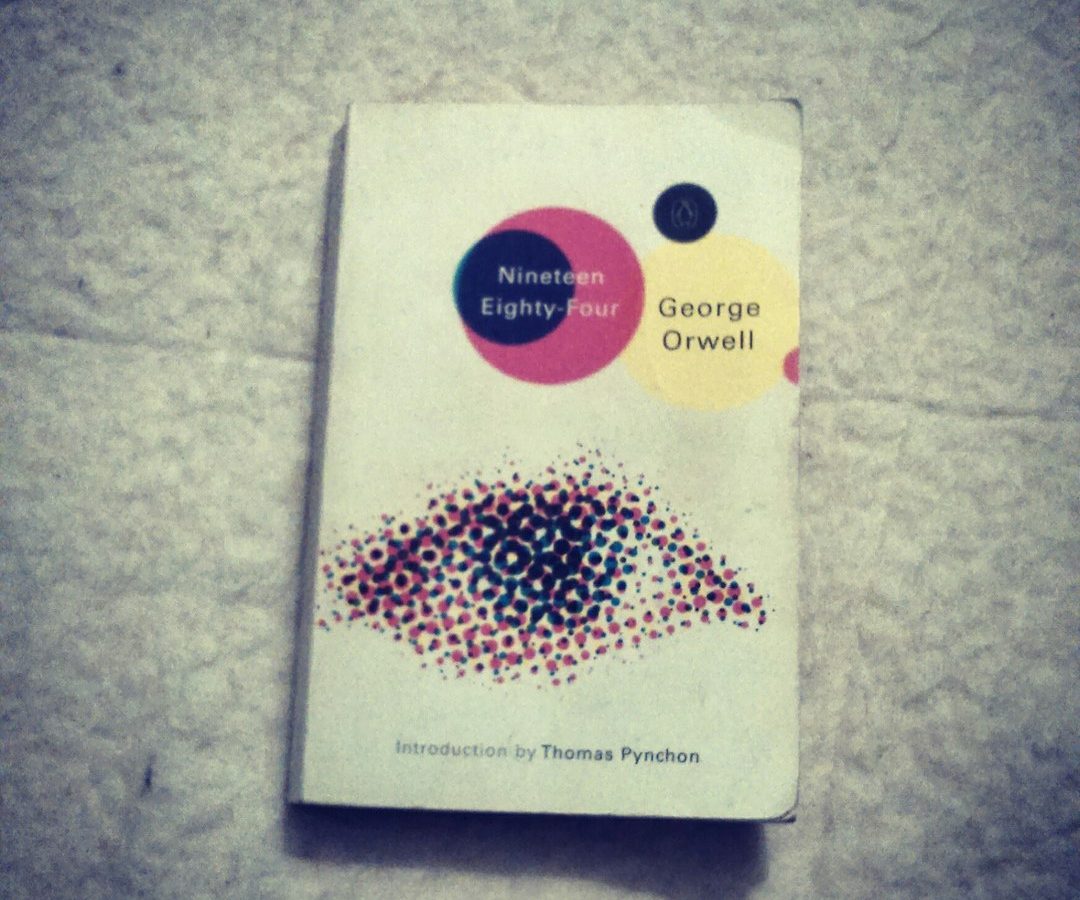 Nineteen
Eighty-Four
George
Orwell
Introduction by Thomas Pynchon